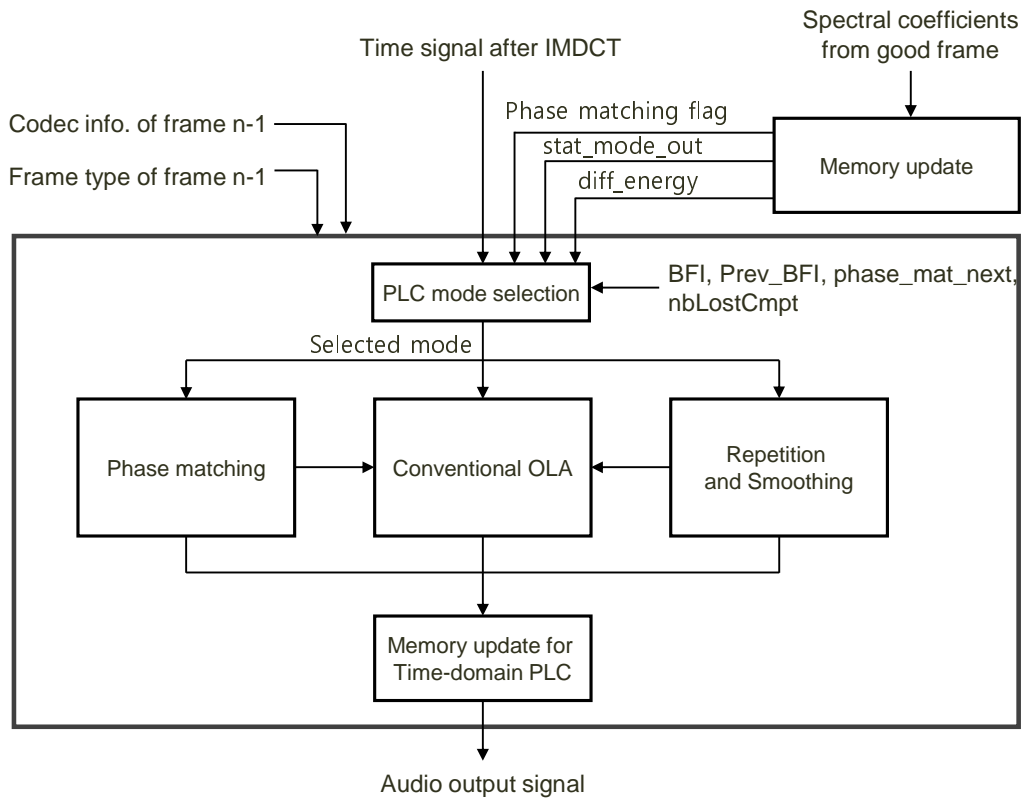 Spectral coefficients
from good frame
Time signal after IMDCT
Phase matching flag
Codec info. of frame n-1
stat_mode_out
Memory update
Frame type of frame n-1
diff_energy
BFI, Prev_BFI, phase_mat_next,
nbLostCmpt
PLC mode selection
Selected mode
Phase matching
Conventional OLA
Repetition
and Smoothing
Memory update for
Time-domain PLC
Audio output signal